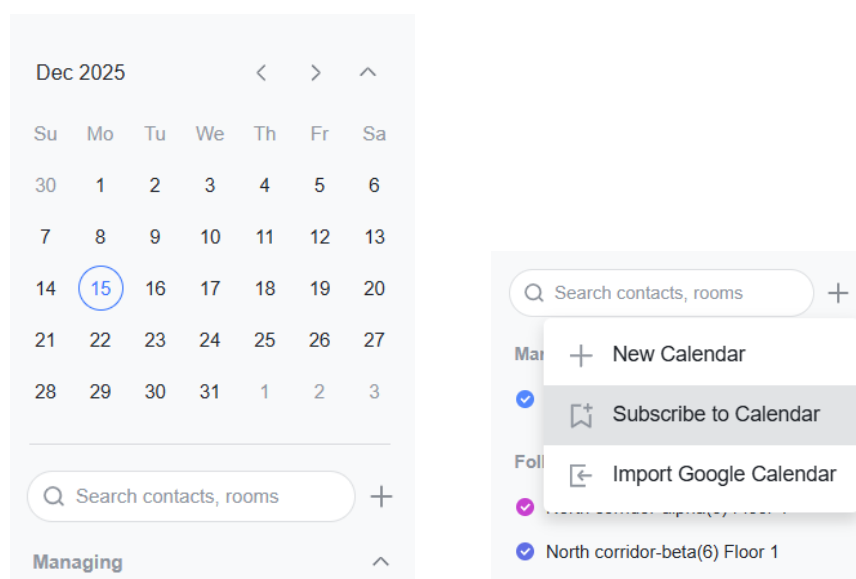 Dec 2025
Su Mo Tu We Th Fr Sa
30 1 2 3 4 5 6
7 8 9 10 11 12 13
14 15 16 17 18 19 20
21 22 23 24 25 26 27
28 29 30 31 1 2 3
Search contacts, rooms
Managing
Search contacts, rooms
New Calendar
Subscribe to Calendar
Import Google Calendar
North corridor-beta(6) Floor 1